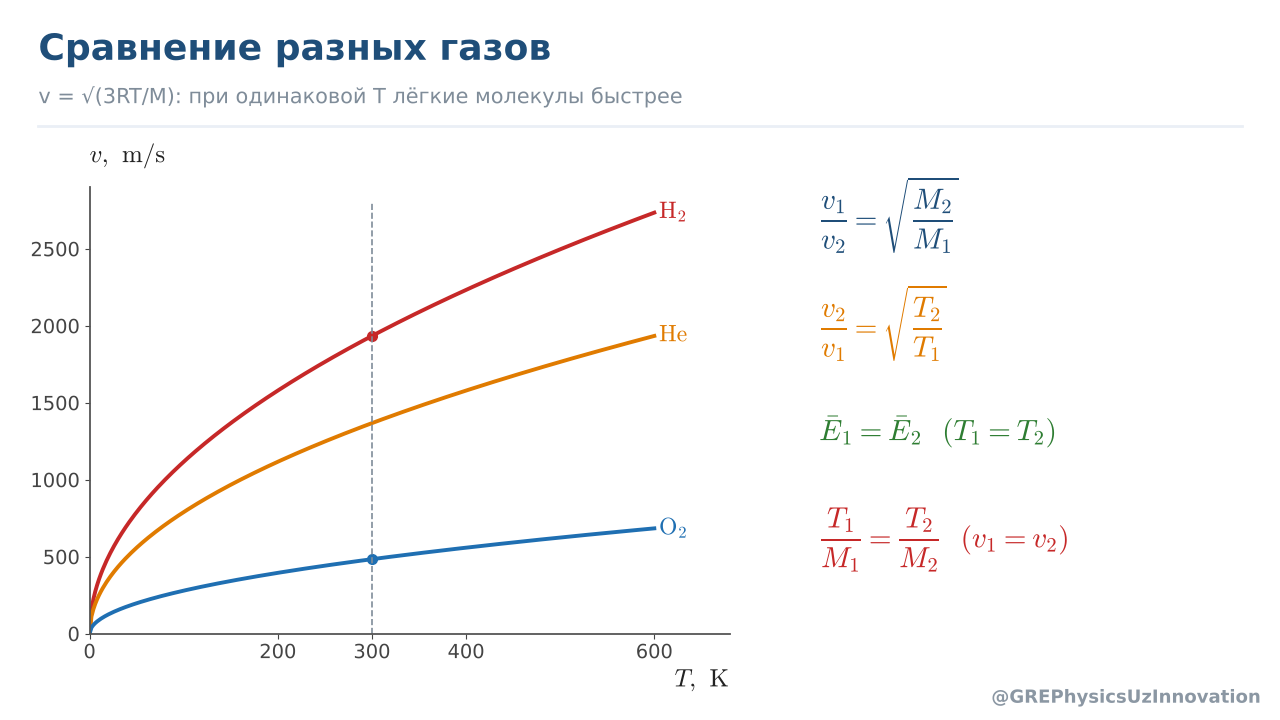 Сравнение разных газов
v = √(3RT/M): при одинаковой T лёгкие молекулы быстрее
v, m/s
2500
2000
1500
1000
500
0
0 200 300 400 600
T, K
H₂
He
O₂
v₁/v₂ = √(M₂/M₁)
v₂/v₁ = √(T₂/T₁)
Ē₁ = Ē₂ (T₁ = T₂)
T₁/M₁ = T₂/M₂ (v₁ = v₂)
@GREPhysicsUzInnovation